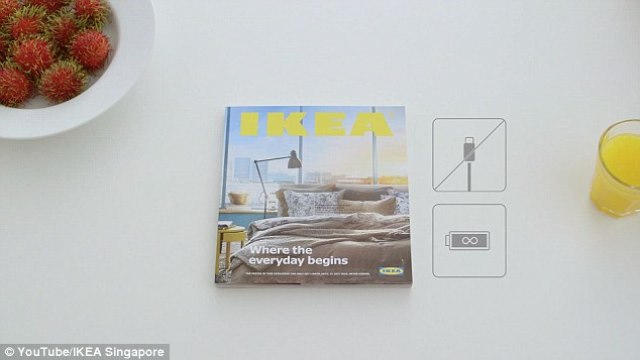 IKEA
Where the
everyday begins
IKEA
© YouTube/IKEA Singapore